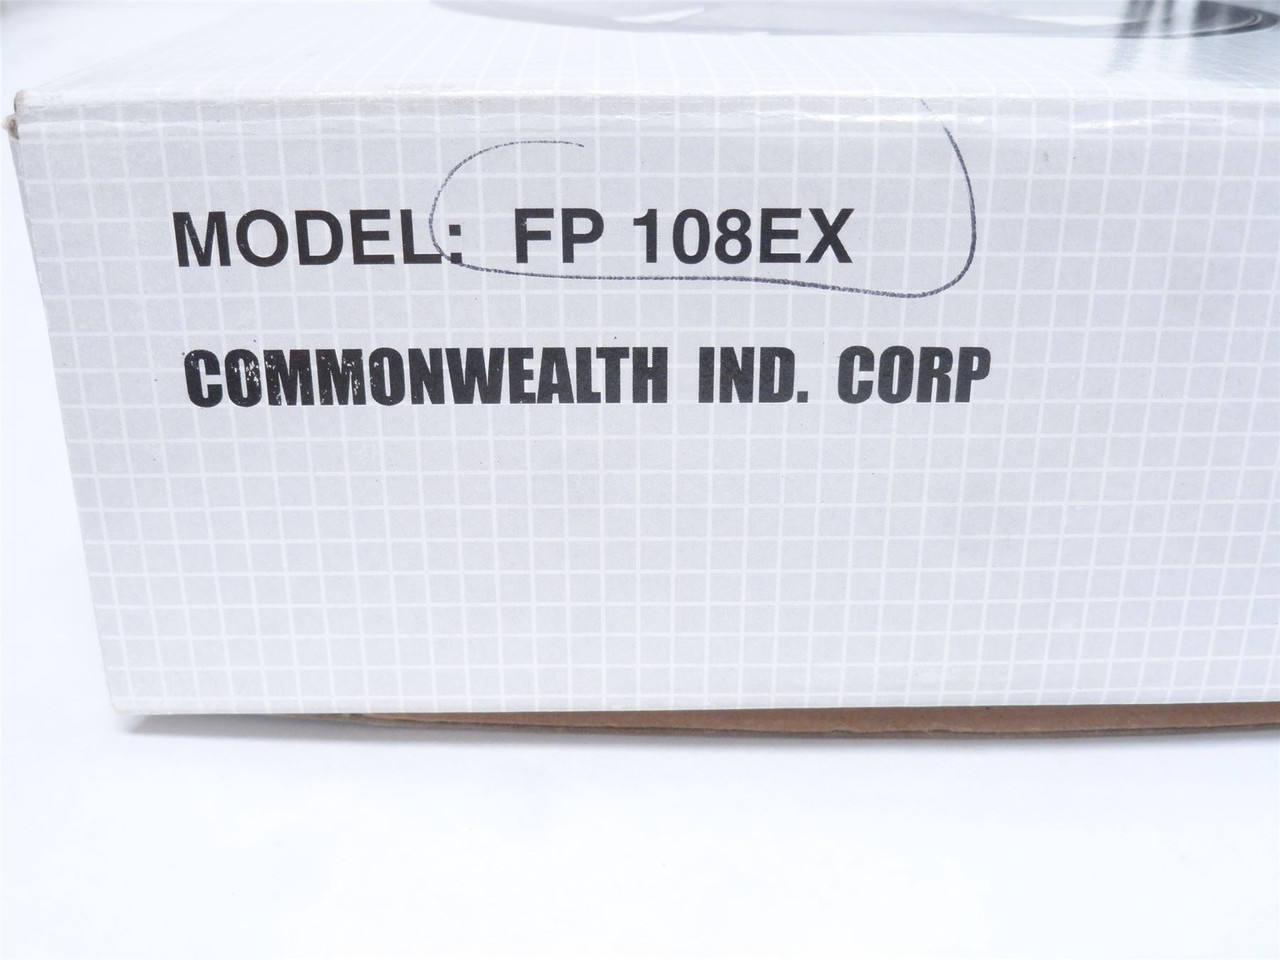 MODEL: FP 108EX
COMMONWEALTH IND. CORP